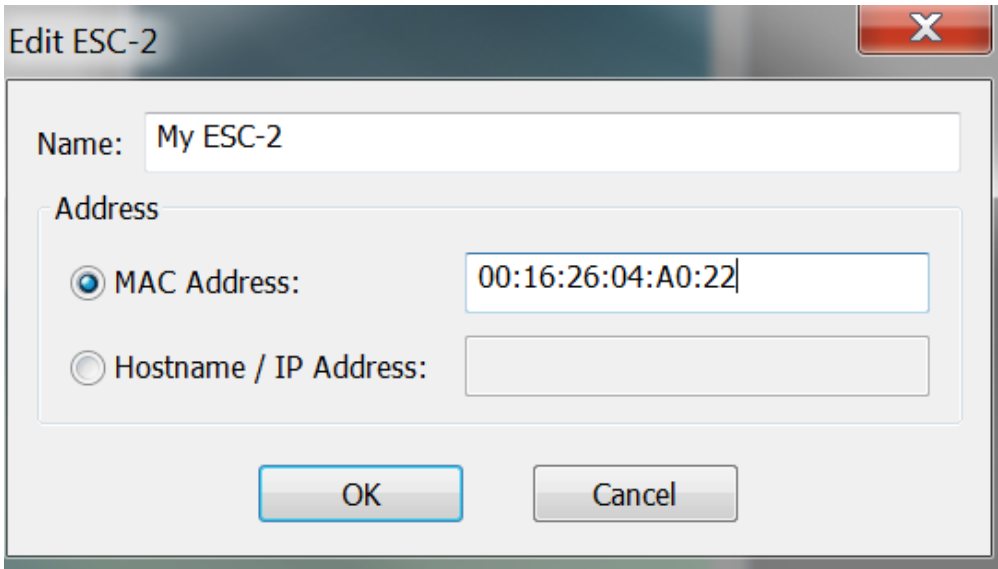 Edit ESC-2
Name: My ESC-2
Address
MAC Address: 00:16:26:04:A0:22
Hostname / IP Address:
OK Cancel